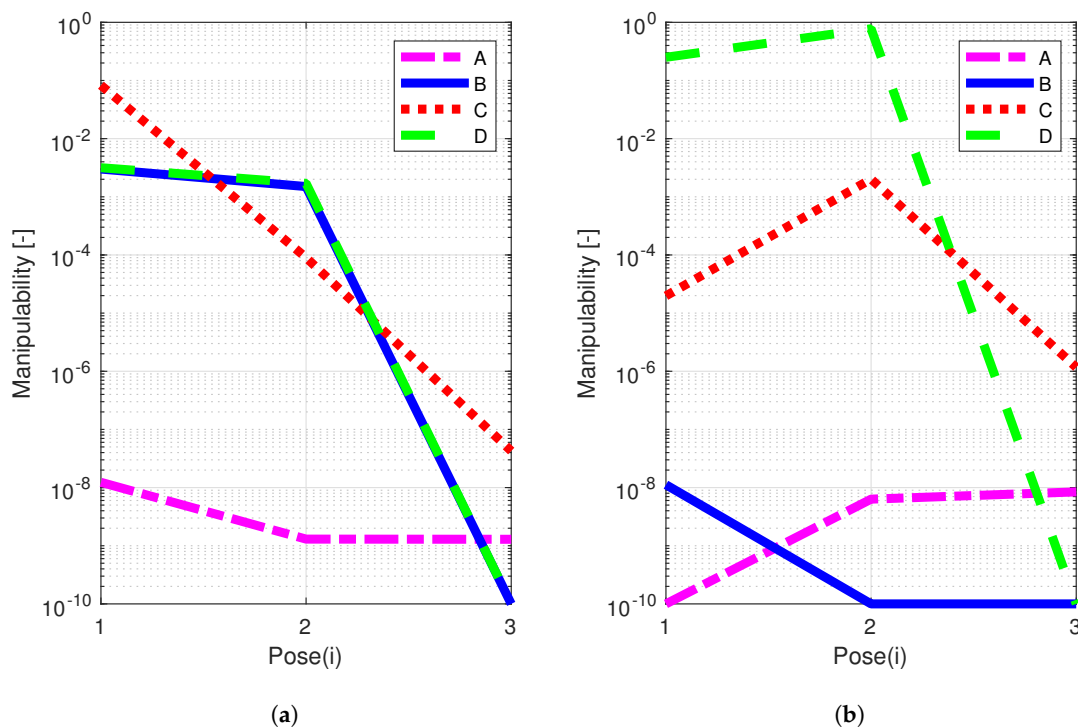 10^0
10^-2
10^-4
10^-6
10^-8
10^-10
Manipulability [-]
1
2
3
Pose(i)
A
B
C
D
(a)
10^0
10^-2
10^-4
10^-6
10^-8
10^-10
Manipulability [-]
1
2
3
Pose(i)
A
B
C
D
(b)